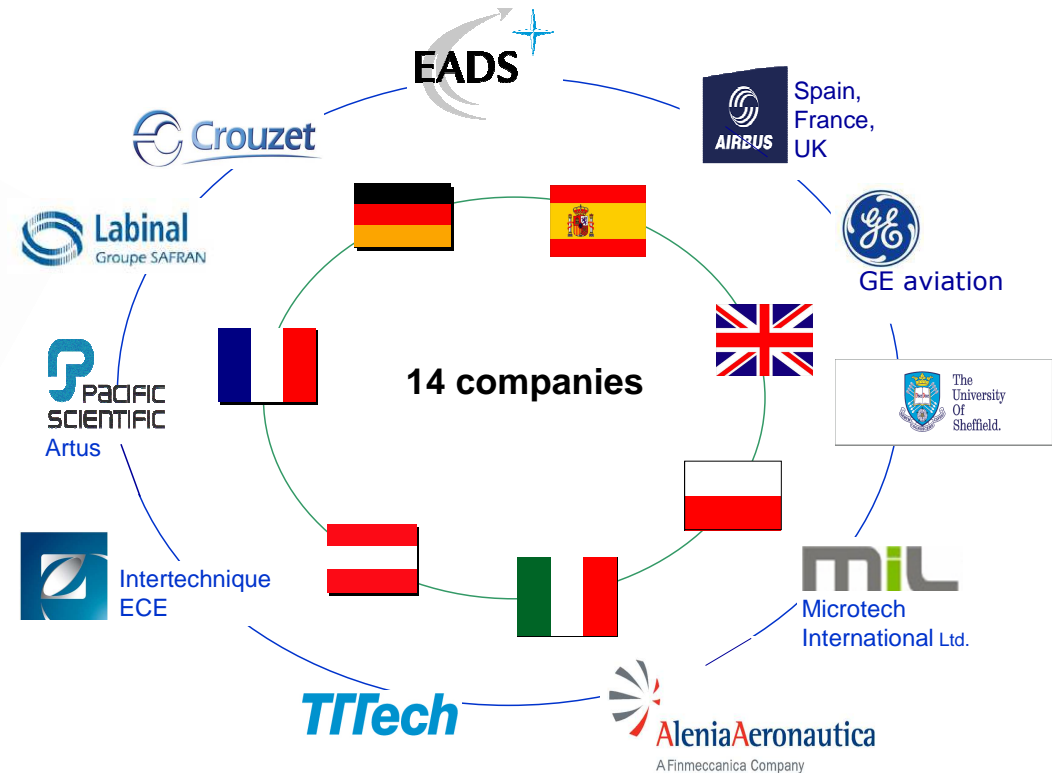 EADS
Spain,
France,
UK
AIRBUS
Crouzet
GE
GE aviation
Labinal
Groupe SAFRAN
14 companies
The
University
Of
Sheffield.
PACIFIC
SCIENTIFIC
Artus
MiL
Microtech
International Ltd.
Intertechnique
ECE
TTTech
AleniaAeronautica
A Finmeccanica Company